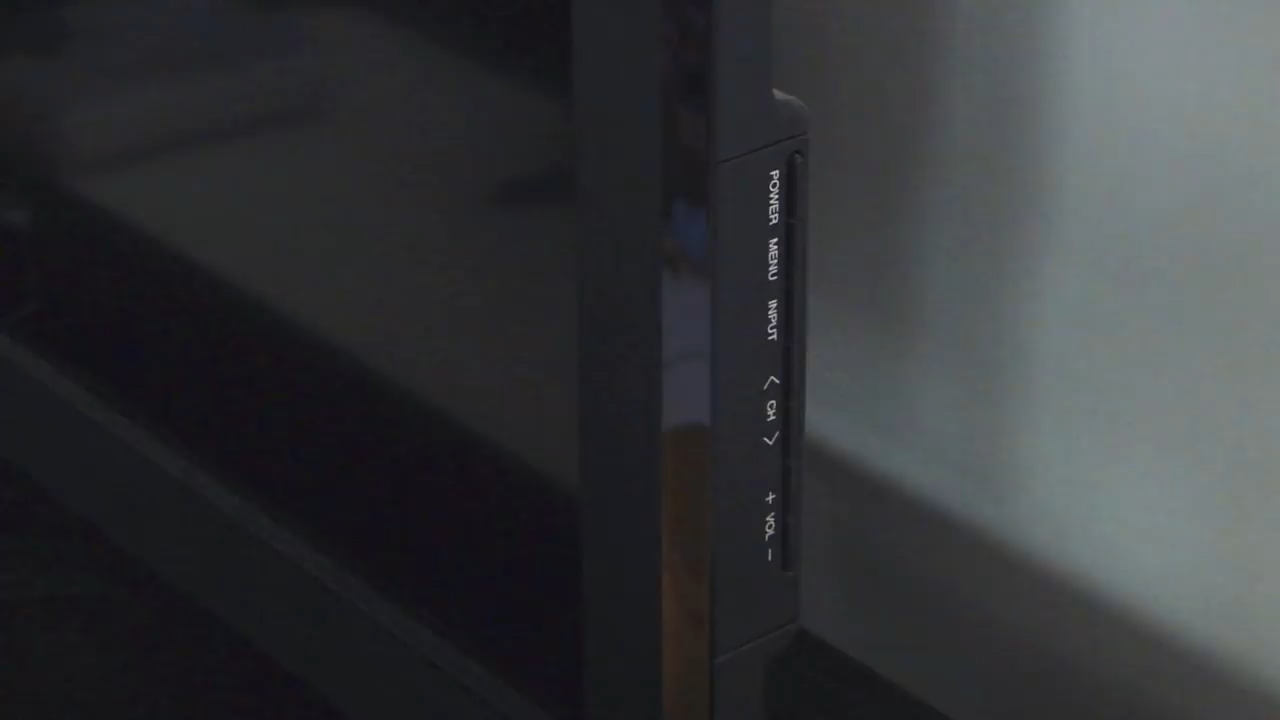 POWER MENU INPUT < CH > + VOL −